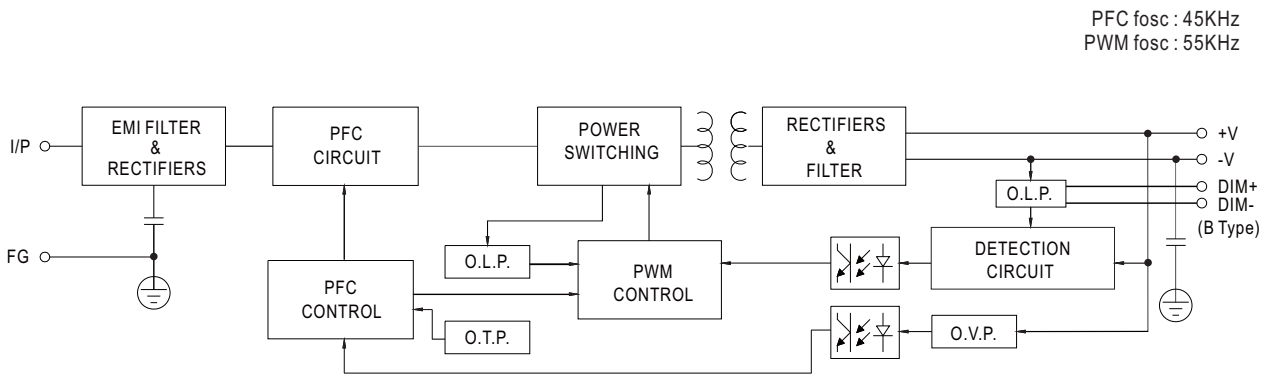 PFC fosc : 45KHz
PWM fosc : 55KHz
I/P
EMI FILTER
&
RECTIFIERS
PFC
CIRCUIT
POWER
SWITCHING
RECTIFIERS
&
FILTER
+V
-V
DIM+
DIM-
(B Type)
O.L.P.
FG
PFC
CONTROL
O.L.P.
O.T.P.
PWM
CONTROL
DETECTION
CIRCUIT
O.V.P.